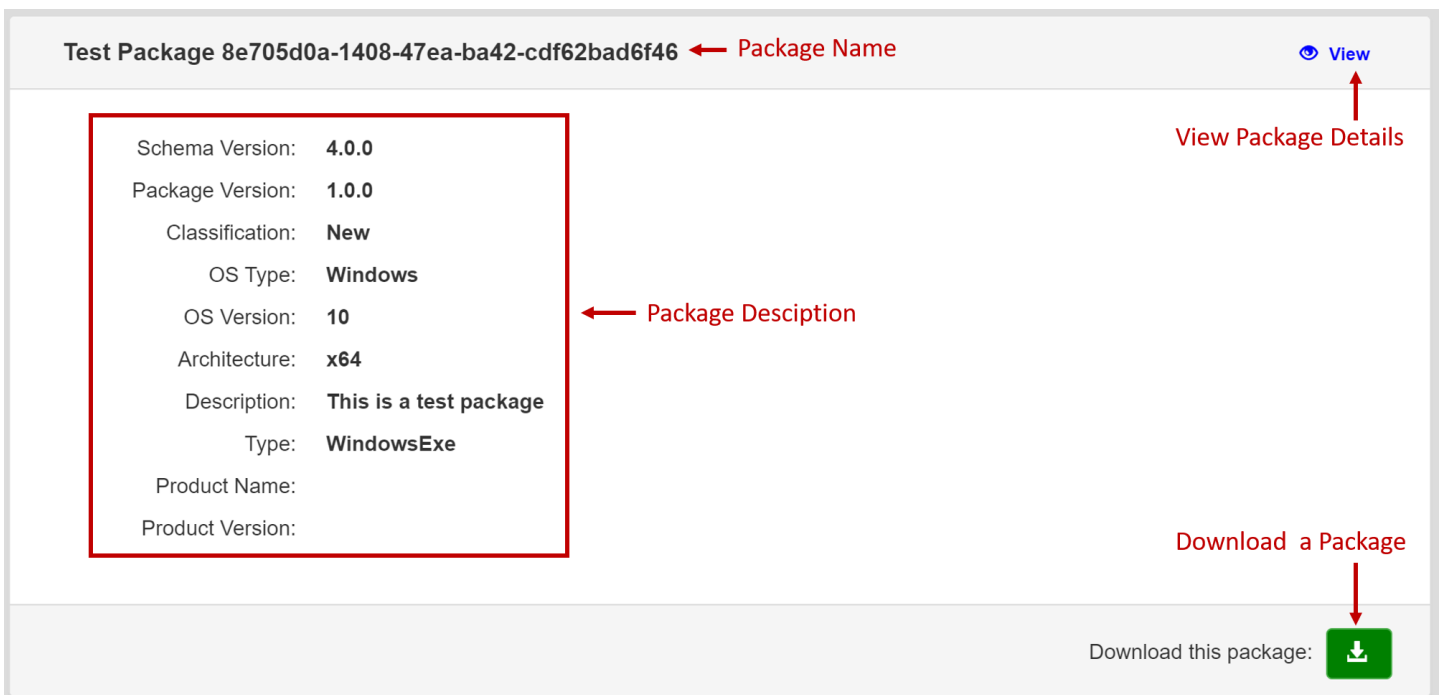 Test Package 8e705d0a-1408-47ea-ba42-cdf62bad6f46 Package Name View
View Package Details
Schema Version: 4.0.0
Package Version: 1.0.0
Classification: New
OS Type: Windows
OS Version: 10
Package Desciption
Architecture: x64
Description: This is a test package
Type: WindowsExe
Product Name:
Product Version:
Download a Package
Download this package: